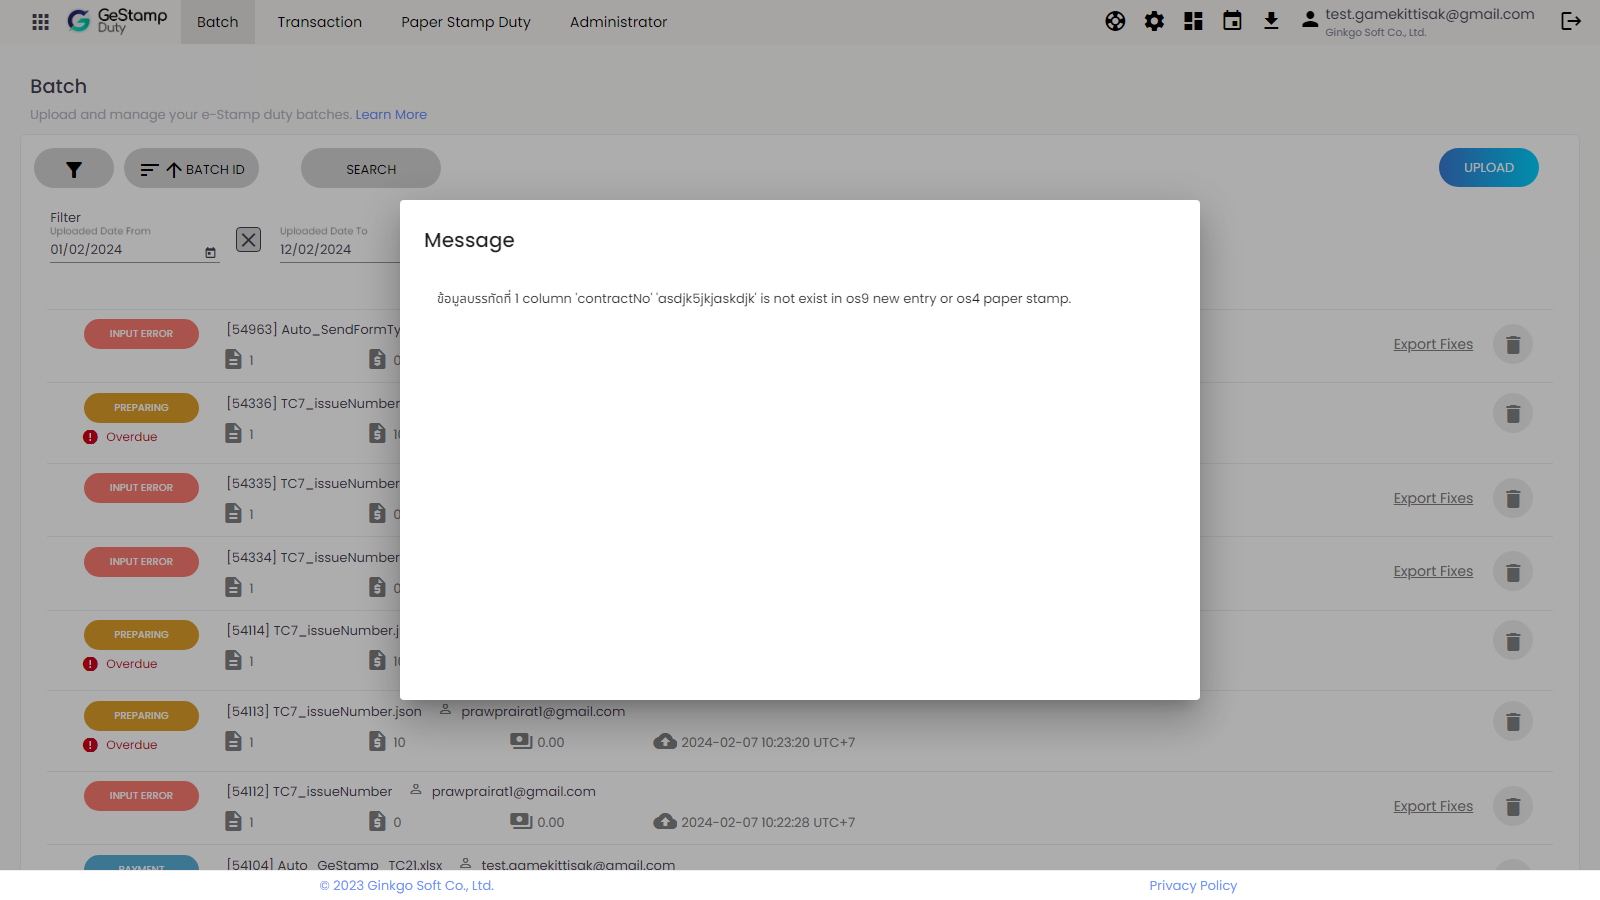 GeStamp
Duty
Batch
Transaction
Paper Stamp Duty
Administrator
test.gamekittisak@gmail.com
Ginkgo Soft Co., Ltd.
Batch
Upload and manage your e-Stamp duty batches. Learn More
BATCH ID
SEARCH
UPLOAD
Filter
Uploaded Date From
01/02/2024
Uploaded Date To
12/02/2024
Message
ข้อมูลบรรทัดที่ 1 column 'contractNo' 'asdjk5jkjaskdjk' is not exist in os9 new entry or os4 paper stamp.
INPUT ERROR
[54963] Auto_SendFormTy
1
0
Export Fixes
PREPARING
Overdue
[54336] TC7_issueNumber
1
INPUT ERROR
[54335] TC7_issueNumber
1
0
Export Fixes
INPUT ERROR
[54334] TC7_issueNumber
1
0
Export Fixes
PREPARING
Overdue
[54114] TC7_issueNumber.j
1
PREPARING
Overdue
[54113] TC7_issueNumber.json prawprairat1@gmail.com
1
10
0.00
2024-02-07 10:23:20 UTC+7
INPUT ERROR
[54112] TC7_issueNumber prawprairat1@gmail.com
1
0
0.00
2024-02-07 10:22:28 UTC+7
Export Fixes
PAYMENT
[54104] Auto_GeStamp_TC21.xlsx test.gamekittisak@gmail.com
© 2023 Ginkgo Soft Co., Ltd.
Privacy Policy